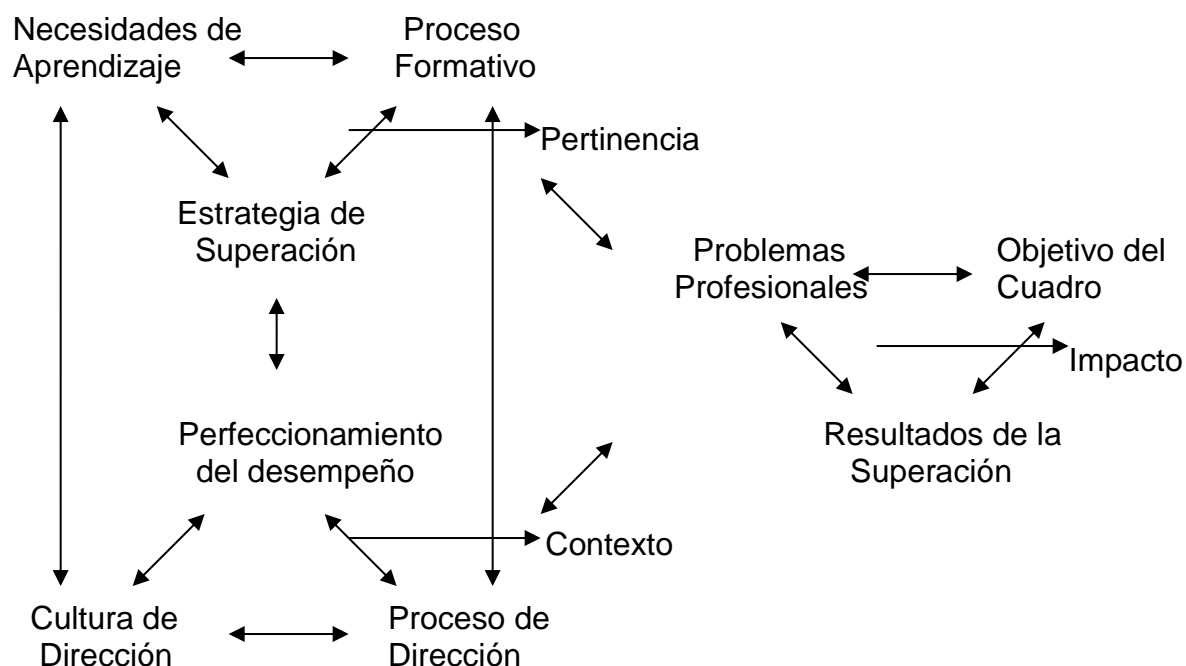 Necesidades de
Aprendizaje
Proceso
Formativo
Pertinencia
Estrategia de
Superación
Problemas
Profesionales
Objetivo del
Cuadro
Impacto
Perfeccionamiento
del desempeño
Resultados de la
Superación
Contexto
Cultura de
Dirección
Proceso de
Dirección